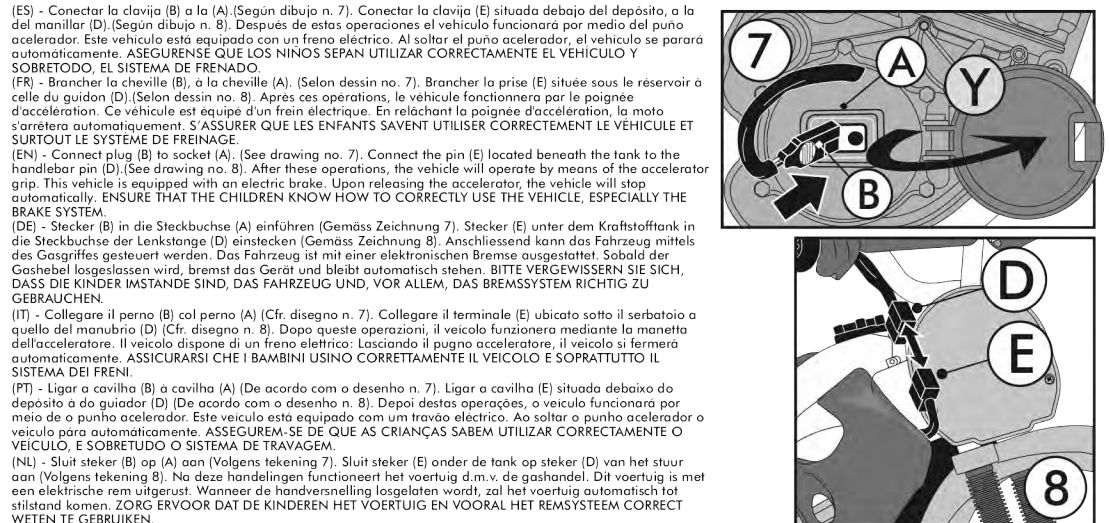 (ES) - Conectar la clavija (B) a la (A).(Según dibujo n. 7). Conectar la clavija (E) situada debajo del depósito, a la
del manillar (D).(Según dibujo n. 8). Después de estas operaciones el vehículo funcionará por medio del puño
acelerador. Este vehiculo está equipado con un freno eléctrico. Al soltar el puño acelerador, el vehículo se parará
automáticamente. ASEGURENSE QUE LOS NIÑOS SEPAN UTILIZAR CORRECTAMENTE EL VEHÍCULO Y
SOBRETODO, EL SISTEMA DE FRENADO.
(FR) - Brancher la cheville (B), à la cheville (A). (Selon dessin no. 7). Brancher la prise (E) située sous le réservoir à
celle du guidon (D).(Selon dessin no. 8). Après ces opérations, le véhicule fonctionnera par le poignée
d'accélération. Ce véhicule est équipé d'un frein électrique. En relâchant la poignée d'accélération, la moto
s'arrêtera automatiquement. S'ASSURER QUE LES ENFANTS SAVENT UTILISER CORRECTEMENT LE VÉHICULE ET
SURTOUT LE SYSTÈME DE FREINAGE.
(EN) - Connect plug (B) to socket (A). (See drawing no. 7). Connect the pin (E) located beneath the tank to the
handlebar pin (D).(See drawing no. 8). After these operations, the vehicle will operate by means of the accelerator
grip. This vehicle is equipped with an electric brake. Upon releasing the accelerator, the vehicle will stop
automatically. ENSURE THAT THE CHILDREN KNOW HOW TO CORRECTLY USE THE VEHICLE, ESPECIALLY THE
BRAKE SYSTEM.
(DE) - Stecker (B) in die Steckbuchse (A) einführen (Gemäss Zeichnung 7). Stecker (E) unter dem Kraftstofftank in
die Steckbuchse der Lenkstange (D) einstecken (Gemäss Zeichnung 8). Anschliessend kann das Fahrzeug mittels
des Gasgriffes gesteuert werden. Das Fahrzeug ist mit einer elektronischen Bremse ausgestattet. Sobald der
Gashebel losgeslassen wird, bremst das Gerät und bleibt automatisch stehen. BITTE VERGEWISSERN SIE SICH,
DASS DIE KINDER IMSTANDE SIND, DAS FAHRZEUG UND, VOR ALLEM, DAS BREMSSYSTEM RICHTIG ZU
GEBRAUCHEN.
(IT) - Collegare il perno (B) col perno (A) (Cfr. disegno n. 7). Collegare il terminale (E) ubicato sotto il serbatoio a
quello del manubrio (D) (Cfr. disegno n. 8). Dopo queste operazioni, il veícolo funzionera mediante la manetta
dell'acceleratore. Il veicolo dispone di un freno elettrico: Lasciando il pugno acceleratore, il veicolo si fermerà
automaticamente. ASSICURARSI CHE I BAMBINI USINO CORRETTAMENTE IL VEICOLO E SOPRATTUTTO IL
SISTEMA DEI FRENI.
(PT) - Ligar a cavilha (B) à cavilha (A) (De acordo com o desenho n. 7). Ligar a cavilha (E) situada debaixo do
depósito à do guiador (D) (De acordo com o desenho n. 8). Depoi destas operações, o veículo funcionará por
meio de o punho acelerador. Este veículo está equipado com um travão eléctrico. Ao soltar o punho acelerador o
veiculo pára automáticamente. ASSEGUREM-SE DE QUE AS CRIANÇAS SABEM UTILIZAR CORRECTAMENTE O
VEÍCULO, E SOBRETUDO O SISTEMA DE TRAVAGEM.
(NL) - Sluit steker (B) op (A) aan (Volgens tekening 7). Sluit steker (E) onder de tank op steker (D) van het stuur
aan (Volgens tekening 8). Na deze handelingen functioneert het voertuig d.m.v. de gashandel. Dit voertuig is met
een elektrische rem uitgerust. Wanneer de handversnelling losgelaten wordt, zal het voertuig automatisch tot
stilstand komen. ZORG ERVOOR DAT DE KINDEREN HET VOERTUIG EN VOORAL HET REMSYSTEEM CORRECT
WETEN TE GEBRUIKEN.
7
A
Y
B
D
E
8